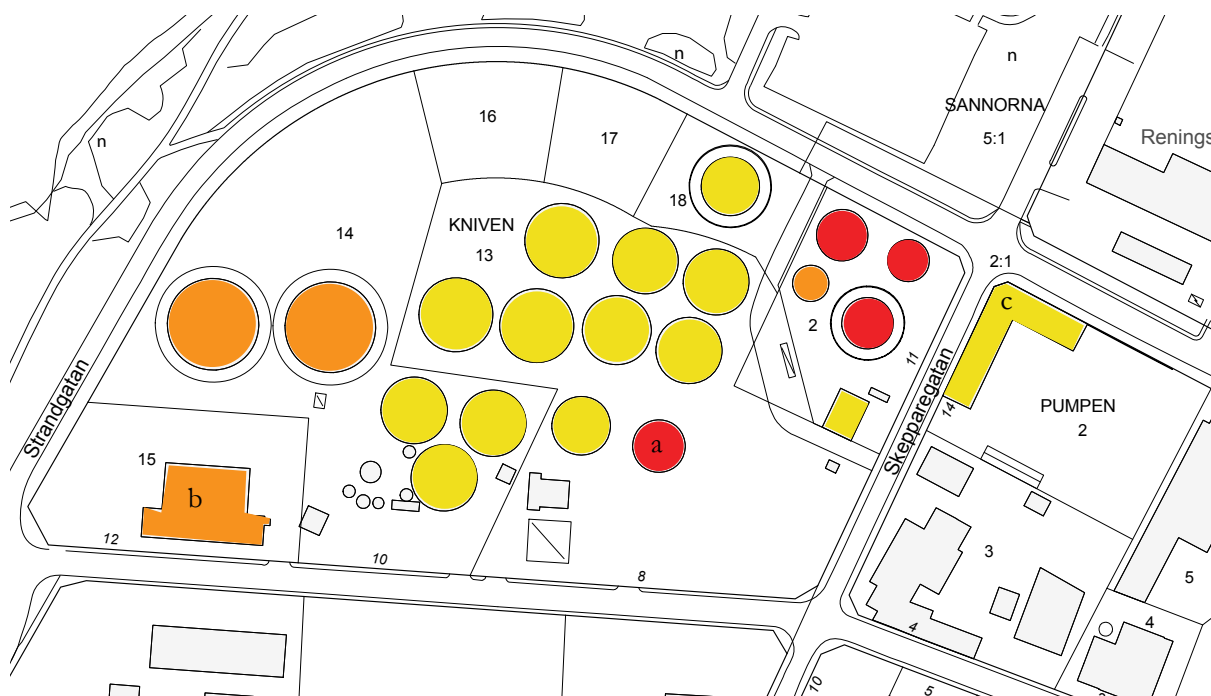 n
n
n
SANNORNA
5:1
Renings
16
17
18
KNIVEN
13
14
2:1
c
2
11
Skepparegatan
14
PUMPEN
2
Strandgatan
a
15
b
12
10
8
3
5
4
4
10
5